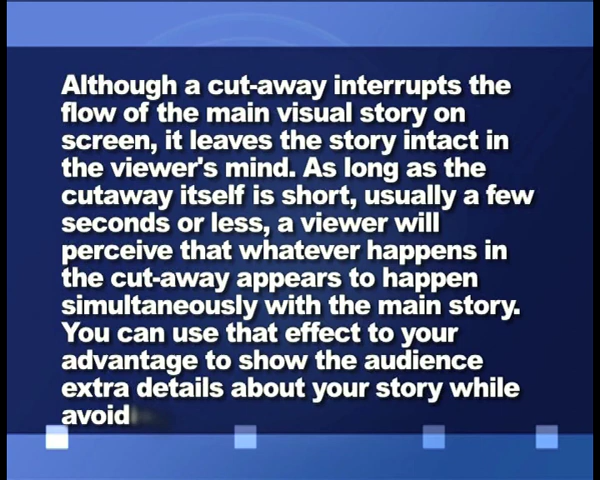 Although a cut-away interrupts the
flow of the main visual story on
screen, it leaves the story intact in
the viewer's mind. As long as the
cutaway itself is short, usually a few
seconds or less, a viewer will
perceive that whatever happens in
the cut-away appears to happen
simultaneously with the main story.
You can use that effect to your
advantage to show the audience
extra details about your story while
avoid